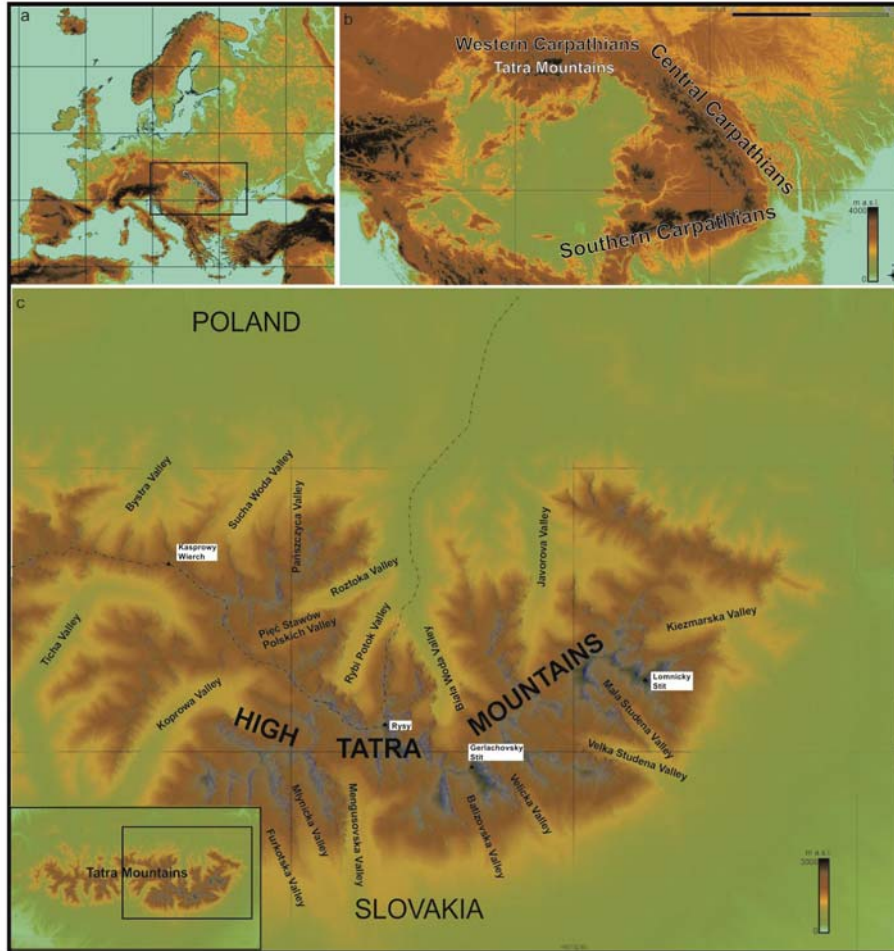 a
b
Western Carpathians
Tatra Mountains
Central Carpathians
Southern Carpathians
m a s l
4000
0
c
POLAND
Bystra Valley
Sucha Woda Valley
Pańszczyca Valley
Kasprowy
Wierch
Roztoka Valley
Javorova Valley
Ticha Valley
Pięć Stawów
Polskich Valley
Rybi Potok Valley
Biała Woda Valley
Kiezmarska Valley
Koprowa Valley
Lomnicky
Stit
Mala Studena Valley
HIGH
TATRA
MOUNTAINS
Rysy
Gerlachovsky
Stit
Velka Studena Valley
Mlynicka Valley
Furkotska Valley
Mengusovska Valley
Batizovska Valley
Velicka Valley
Tatra Mountains
SLOVAKIA
m a s l
3000
0